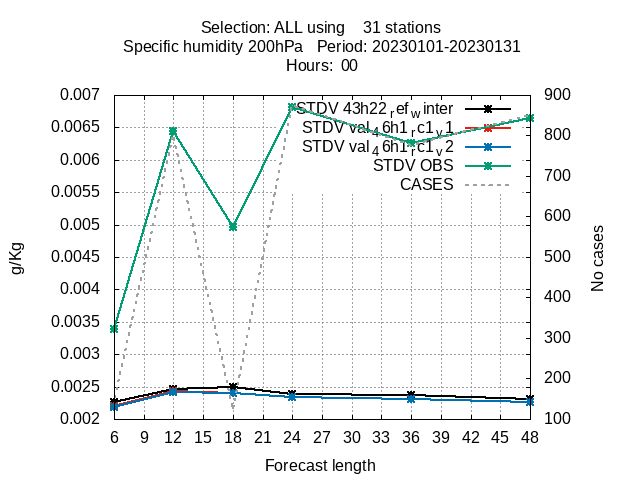 Selection: ALL using    31 stations
Specific humidity 200hPa   Period: 20230101-20230131
Hours:  00
0.007
0.0065
0.006
0.0055
0.005
0.0045
0.004
0.0035
0.003
0.0025
0.002
g/Kg
STDV 43h22_ref_winter
STDV val_46h1_rc1_v1
STDV val_46h1_rc1_v2
STDV OBS
CASES
900
800
700
600
500
400
300
200
100
No cases
6 9 12 15 18 21 24 27 30 33 36 39 42 45 48
Forecast length